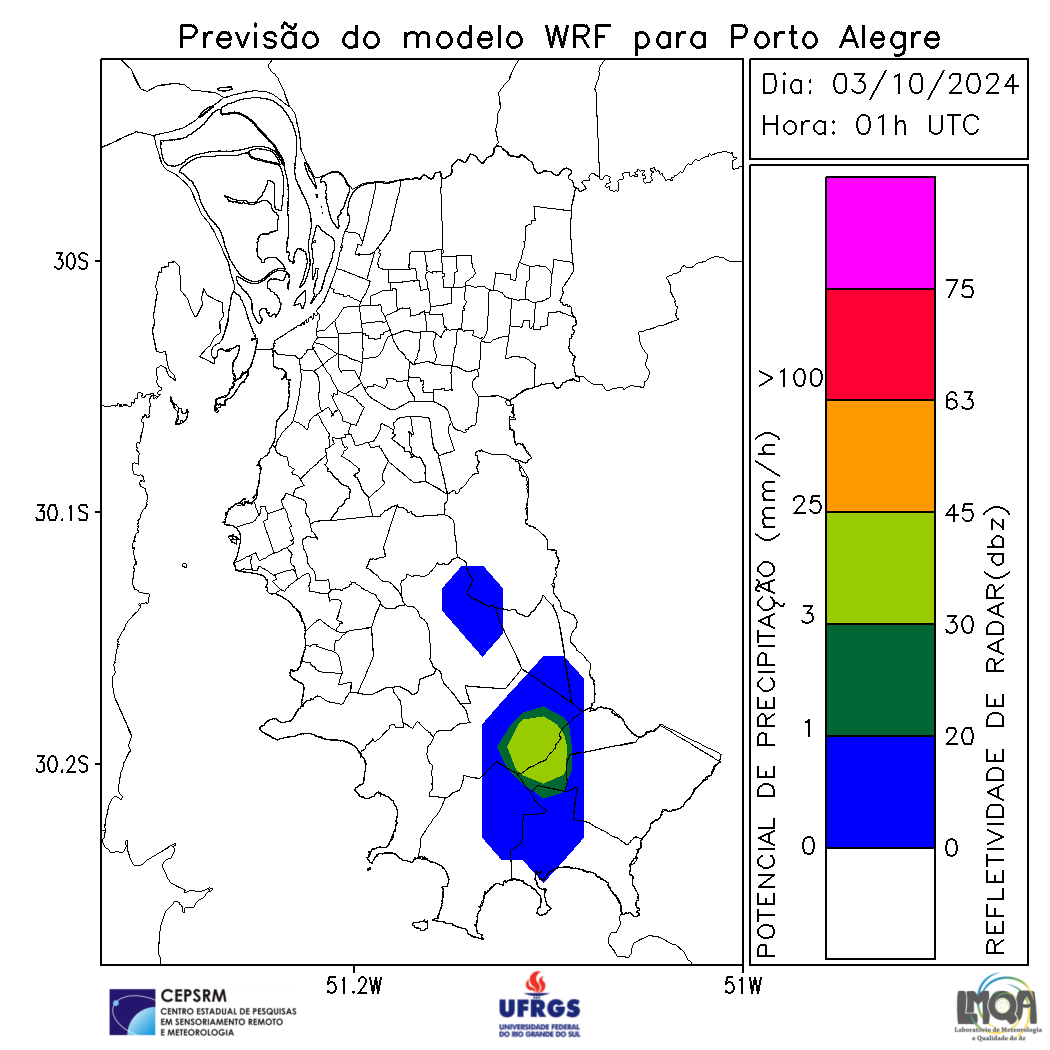 Previsão do modelo WRF para Porto Alegre
Dia: 03/10/2024
Hora: 01h UTC
30S
30.1S
30.2S
51.2W
51W
POTENCIAL DE PRECIPITAÇÃO (mm/h)
>100
25
3
1
0
75
63
45
30
20
0
REFLETIVIDADE DE RADAR(dbz)
CEPSRM
CENTRO ESTADUAL DE PESQUISAS
EM SENSORIAMENTO REMOTO
E METEOROLOGIA
UFRGS
UNIVERSIDADE FEDERAL
DO RIO GRANDE DO SUL
LMQA
Laboratório de Meteorologia
e Qualidade do Ar